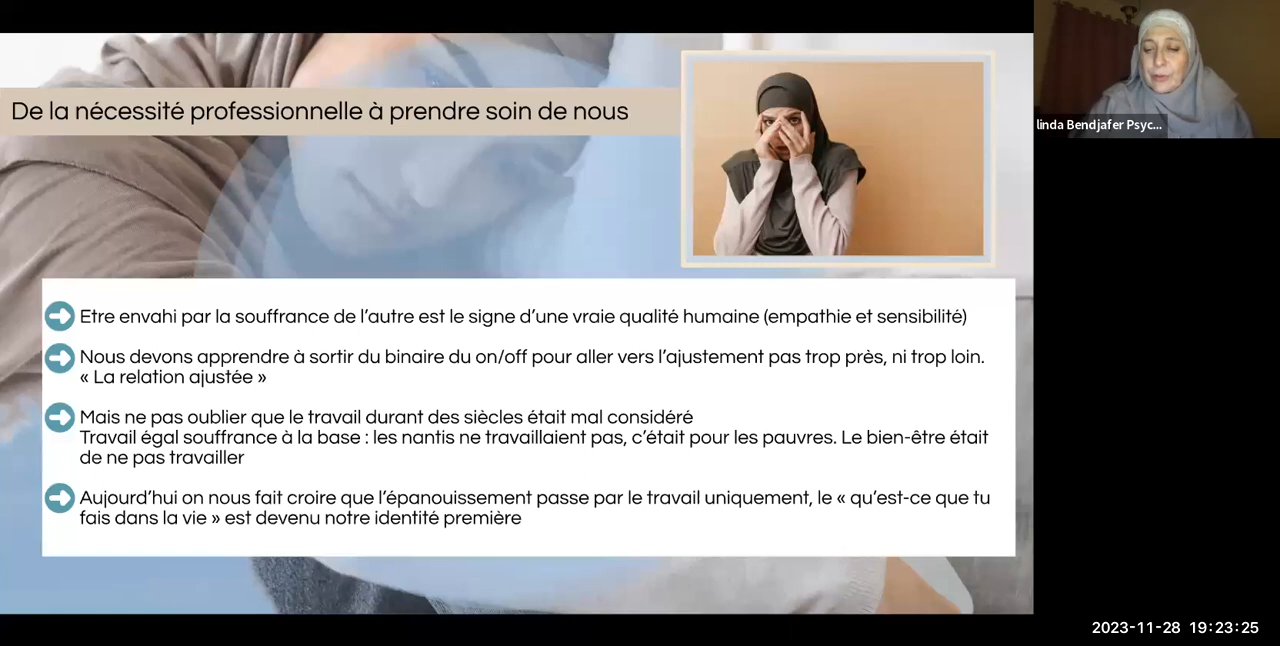 De la nécessité professionnelle à prendre soin de nous
linda Bendjafer Psyc...
Etre envahi par la souffrance de l'autre est le signe d'une vraie qualité humaine (empathie et sensibilité)
Nous devons apprendre à sortir du binaire du on/off pour aller vers l'ajustement pas trop près, ni trop loin.
« La relation ajustée »
Mais ne pas oublier que le travail durant des siècles était mal considéré
Travail égal souffrance à la base : les nantis ne travaillaient pas, c'était pour les pauvres. Le bien-être était
de ne pas travailler
Aujourd'hui on nous fait croire que l'épanouissement passe par le travail uniquement, le « qu'est-ce que tu
fais dans la vie » est devenu notre identité première
2023-11-28 19:23:25